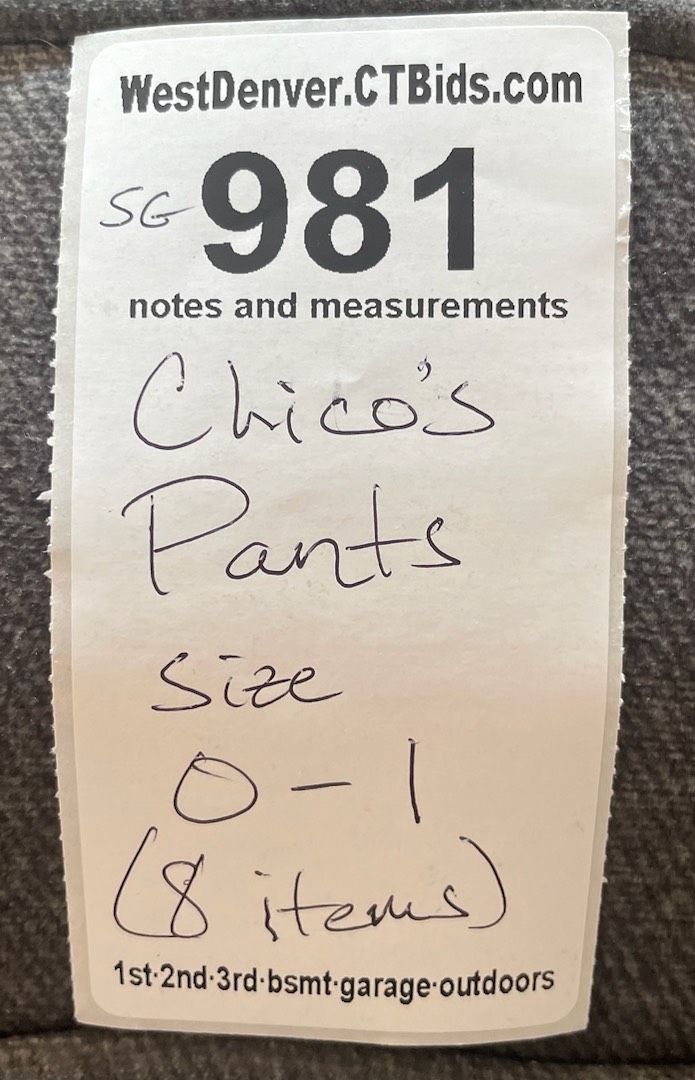 WestDenver.CTBids.com
SG 981
notes and measurements
Chico's
Pants
size
0-1
(8 items)
1st·2nd·3rd·bsmt·garage·outdoors